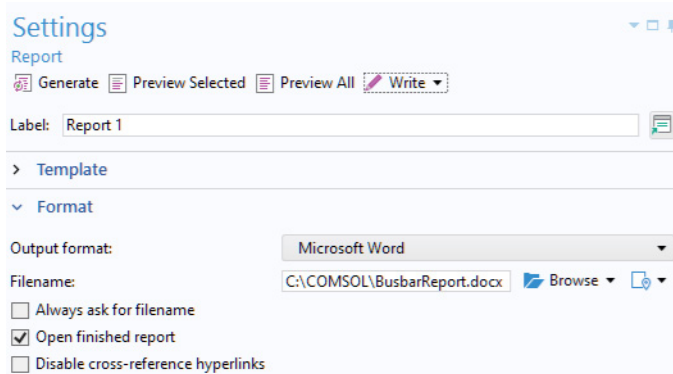 Settings
Report
Generate Preview Selected Preview All Write
Label: Report 1
Template
Format
Output format: Microsoft Word
Filename: C:\COMSOL\BusbarReport.docx Browse
Always ask for filename
Open finished report
Disable cross-reference hyperlinks